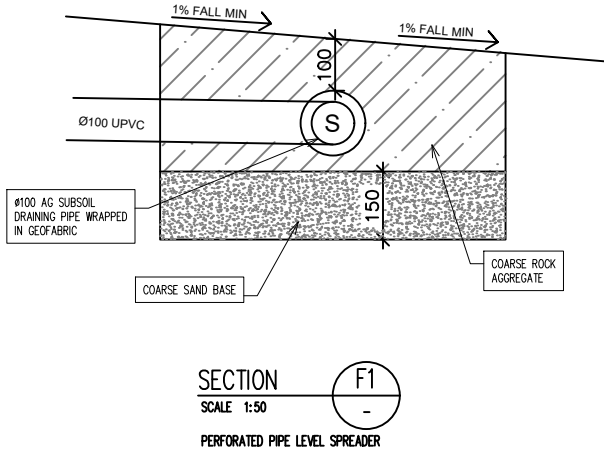 1% FALL MIN
1% FALL MIN
100
Ø100 UPVC
S
ø100 AG SUBSOIL
DRAINING PIPE WRAPPED
IN GEOFABRIC
150
COARSE SAND BASE
COARSE ROCK
AGGREGATE
SECTION
F1
SCALE 1:50
-
PERFORATED PIPE LEVEL SPREADER